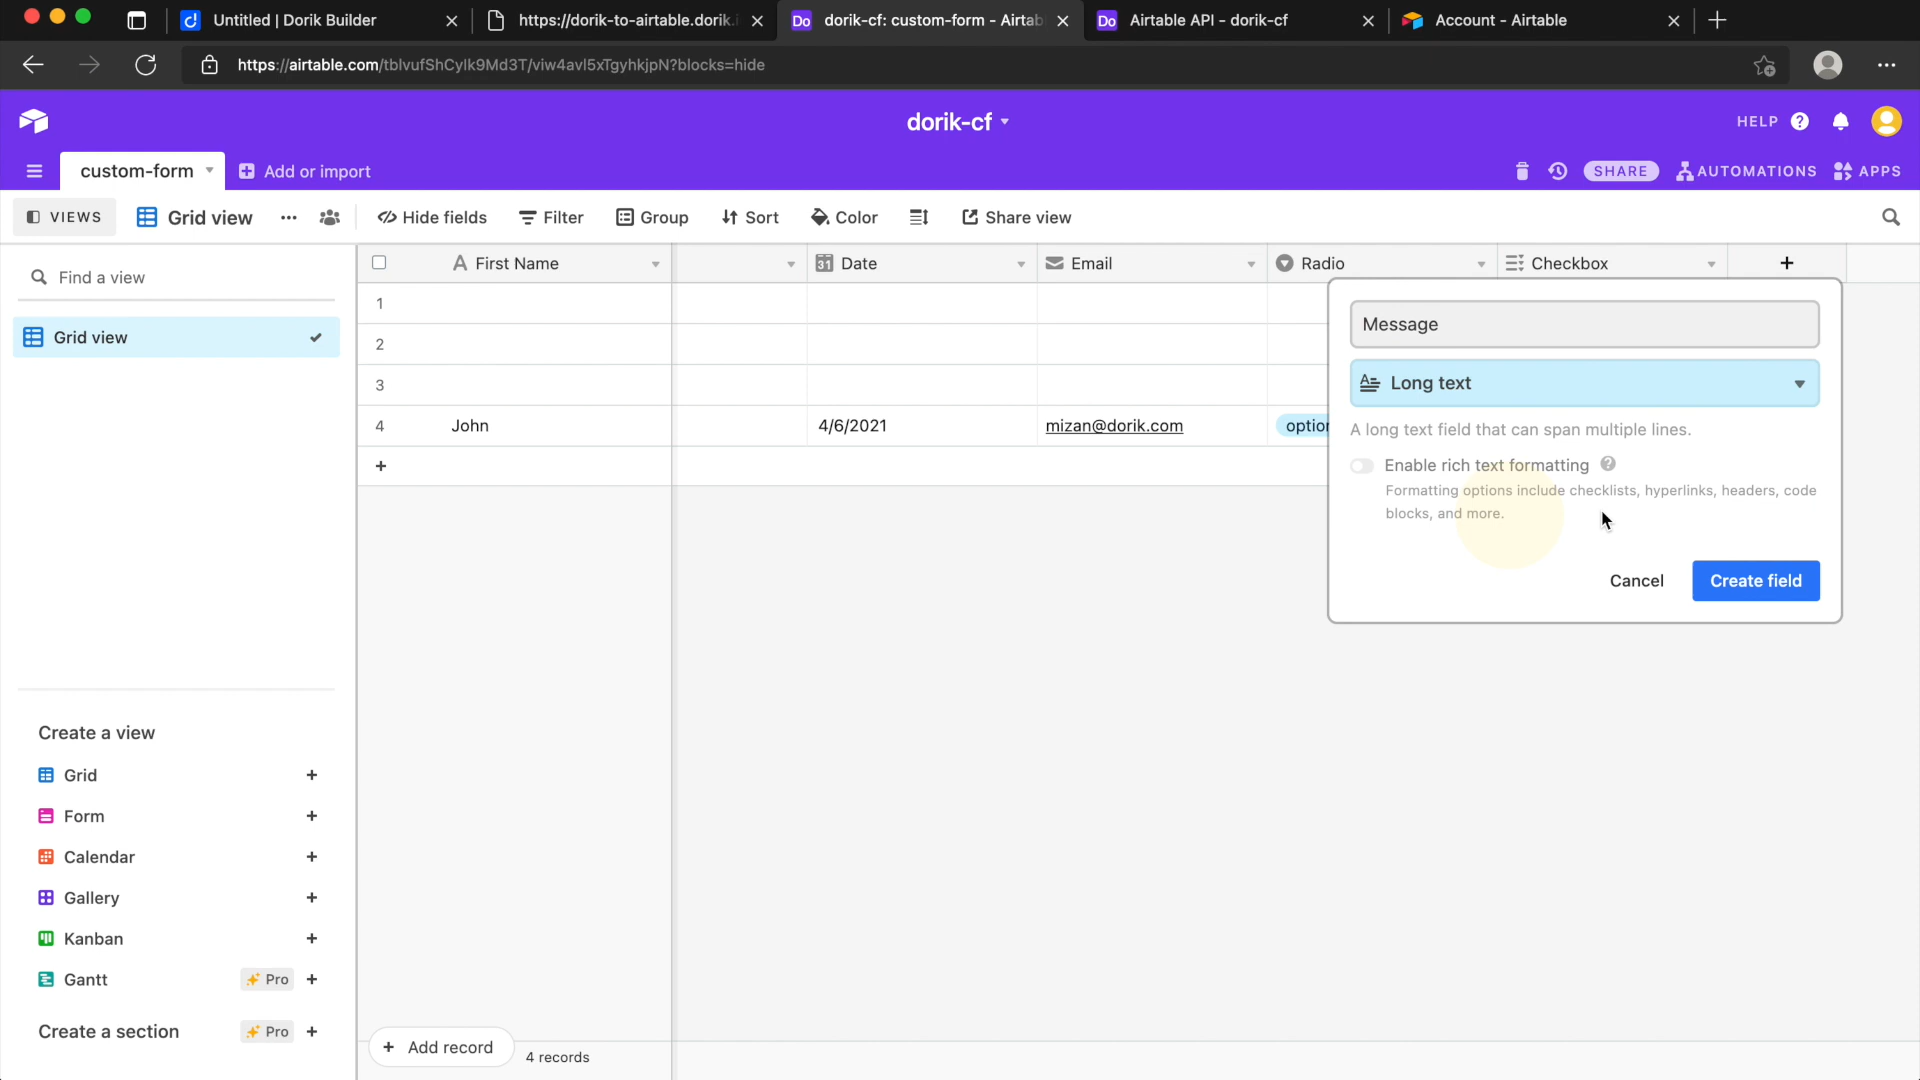 Untitled | Dorik Builder
https://dorik-to-airtable.dorik.i
Do dorik-cf: custom-form - Airtab
Do Airtable API - dorik-cf
Account - Airtable
https://airtable.com/tblvufShCylk9Md3T/viw4avl5xTgyhkjpN?blocks=hide
dorik-cf
HELP
custom-form
Add or import
SHARE
AUTOMATIONS
APPS
VIEWS
Grid view
Hide fields
Filter
Group
Sort
Color
Share view
Find a view
Grid view
First Name
31 Date
Email
Radio
Checkbox
1
2
3
4 John 4/6/2021 mizan@dorik.com option
Message
Long text
A long text field that can span multiple lines.
Enable rich text formatting
Formatting options include checklists, hyperlinks, headers, code
blocks, and more.
Cancel
Create field
Create a view
Grid
Form
Calendar
Gallery
Kanban
Gantt Pro
Create a section Pro
+ Add record
4 records